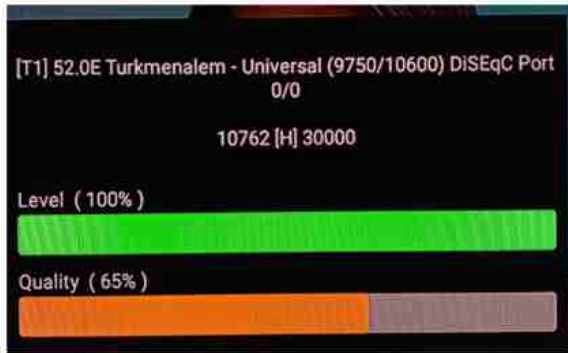 [T1] 52.0E Turkmenalem - Universal (9750/10600) DiSEqC Port
0/0
10762 [H] 30000
Level ( 100% )
Quality ( 65% )